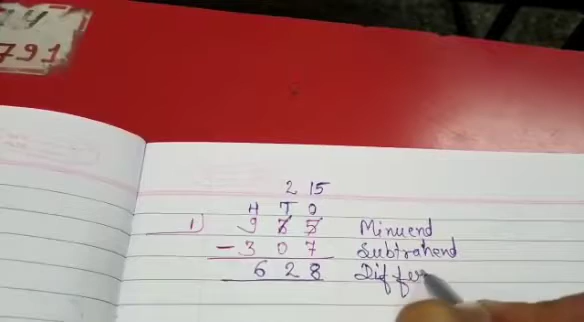 791
2 15
H T O
1) 9 3 5 Minuend
- 3 0 7 Subtrahend
6 2 8 Differ